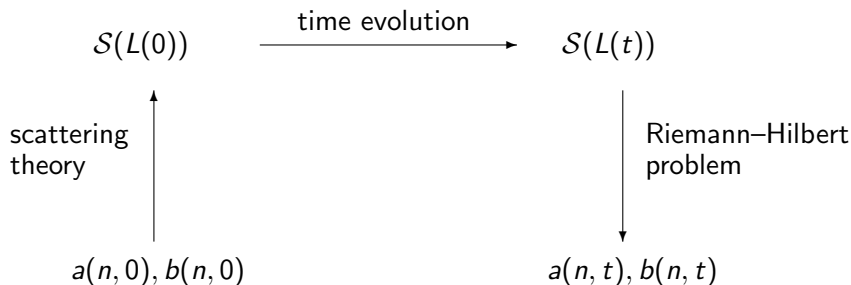 time evolution
S(L(0))
S(L(t))
scattering
theory
Riemann–Hilbert
problem
a(n, 0), b(n, 0)
a(n, t), b(n, t)